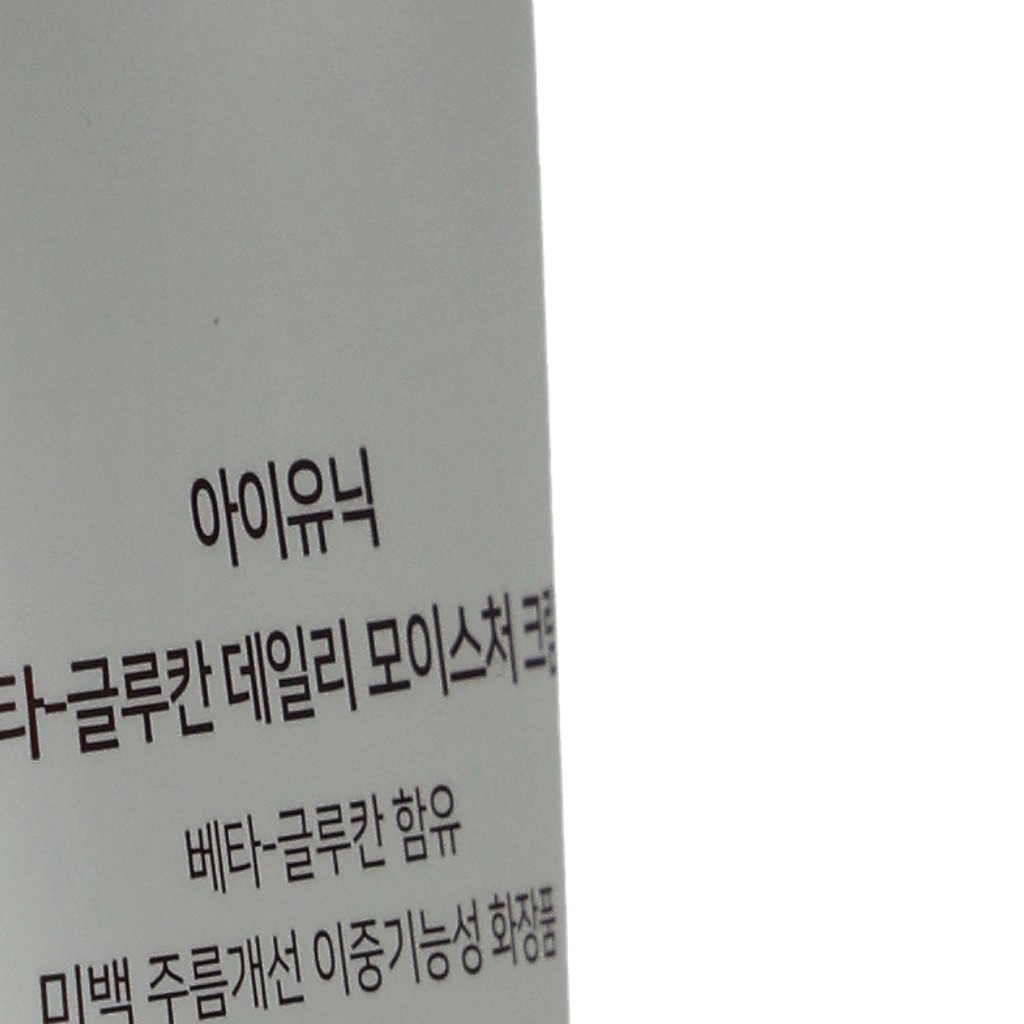 아이유닉
타-글루칸 데일리 모이스처
베타-글루칸 함유
미백 주름개선 이중기능성 화장품